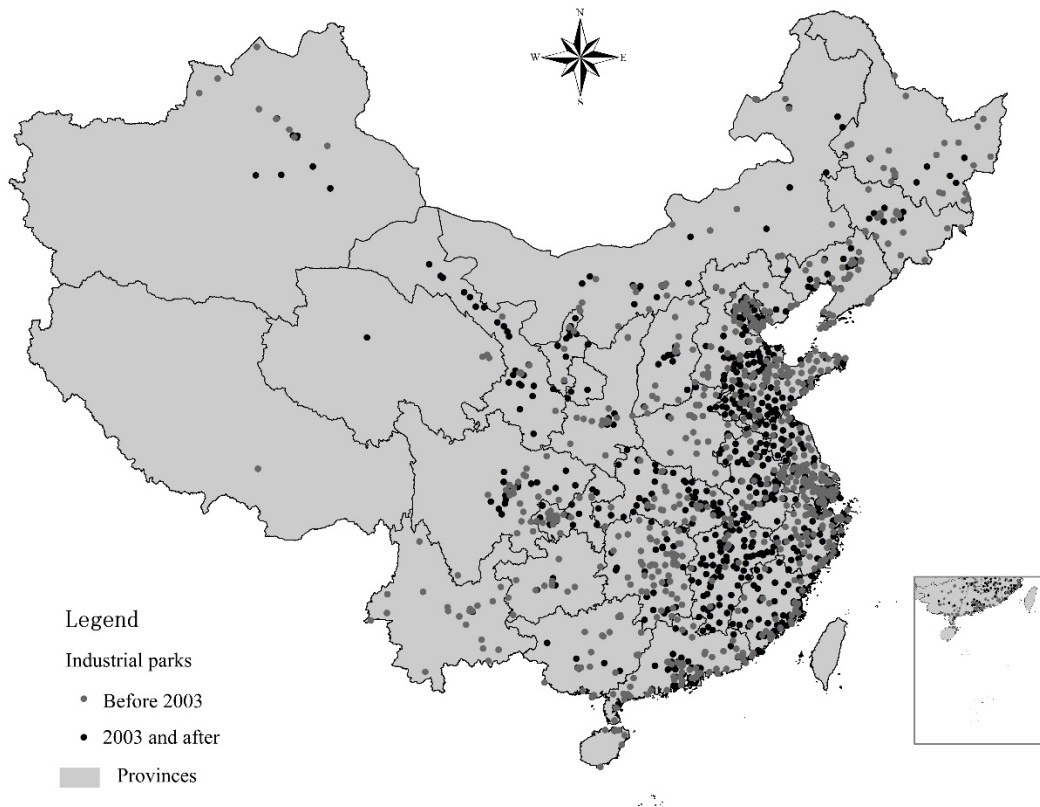 N
W E
S
Legend
Industrial parks
Before 2003
2003 and after
Provinces